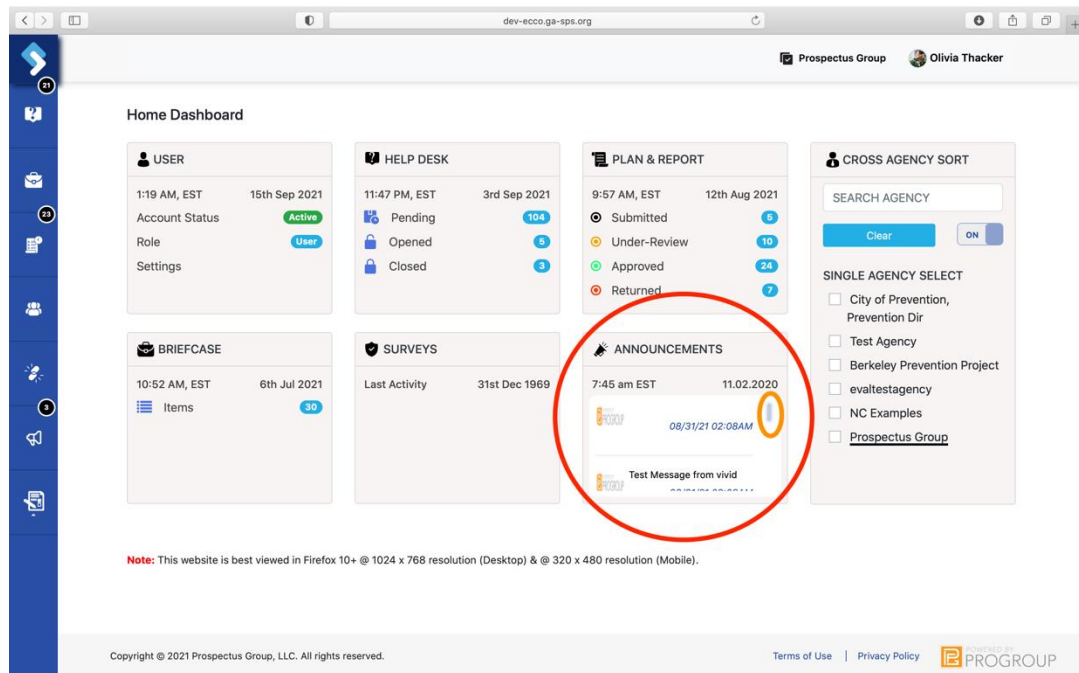 dev-ecco.ga-sps.org
Prospectus Group
Olivia Thacker
21
23
3
Home Dashboard
USER
1:19 AM, EST 15th Sep 2021
Account Status Active
Role User
Settings
HELP DESK
11:47 PM, EST 3rd Sep 2021
Pending 104
Opened 5
Closed 3
PLAN & REPORT
9:57 AM, EST 12th Aug 2021
Submitted 5
Under-Review 10
Approved 24
Returned 7
CROSS AGENCY SORT
SEARCH AGENCY
Clear ON
SINGLE AGENCY SELECT
City of Prevention,
Prevention Dir
Test Agency
Berkeley Prevention Project
evaltestagency
NC Examples
Prospectus Group
BRIEFCASE
10:52 AM, EST 6th Jul 2021
Items 30
SURVEYS
Last Activity 31st Dec 1969
ANNOUNCEMENTS
7:45 am EST 11.02.2020
PROGROUP
08/31/21 02:08AM
Test Message from vivid
PROGROUP
Note: This website is best viewed in Firefox 10+ @ 1024 x 768 resolution (Desktop) & @ 320 x 480 resolution (Mobile).
Copyright @ 2021 Prospectus Group, LLC. All rights reserved.
Terms of Use | Privacy Policy
POWERED BY
PROGROUP